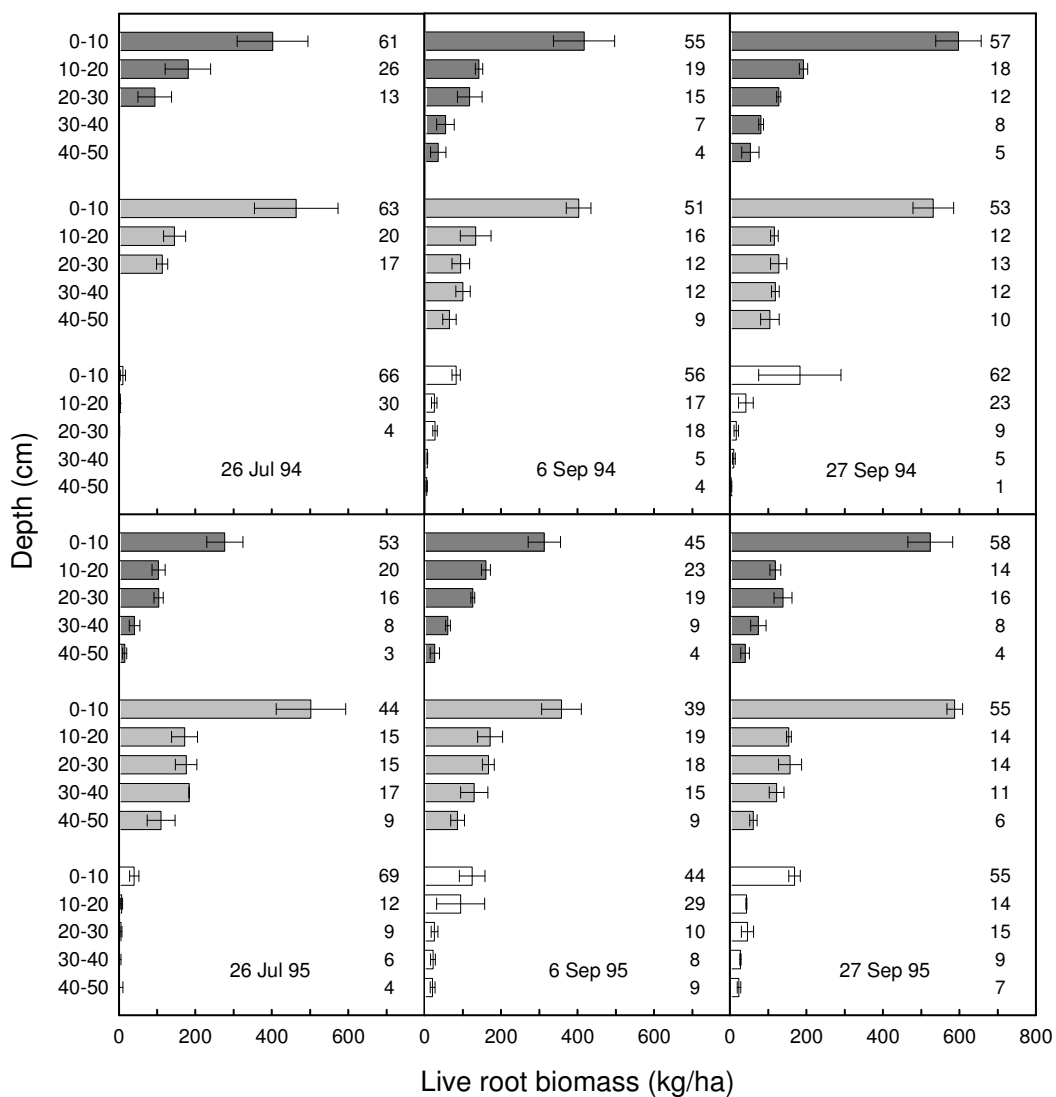 0-10 61 55 57
10-20 26 19 18
20-30 13 15 12
30-40 7 8
40-50 4 5
0-10 63 51 53
10-20 20 16 12
20-30 17 12 13
30-40 12 12
40-50 9 10
0-10 66 56 62
10-20 30 17 23
20-30 4 18 9
30-40 5 5
26 Jul 94 6 Sep 94 27 Sep 94
40-50 4 1
Depth (cm)
0-10 53 45 58
10-20 20 23 14
20-30 16 19 16
30-40 8 9 8
40-50 3 4 4
0-10 44 39 55
10-20 15 19 14
20-30 15 18 14
30-40 17 15 11
40-50 9 9 6
0-10 69 44 55
10-20 12 29 14
20-30 9 10 15
30-40 6 8 9
26 Jul 95 6 Sep 95 27 Sep 95
40-50 4 9 7
0 200 400 600 0 200 400 600 0 200 400 600 800
Live root biomass (kg/ha)